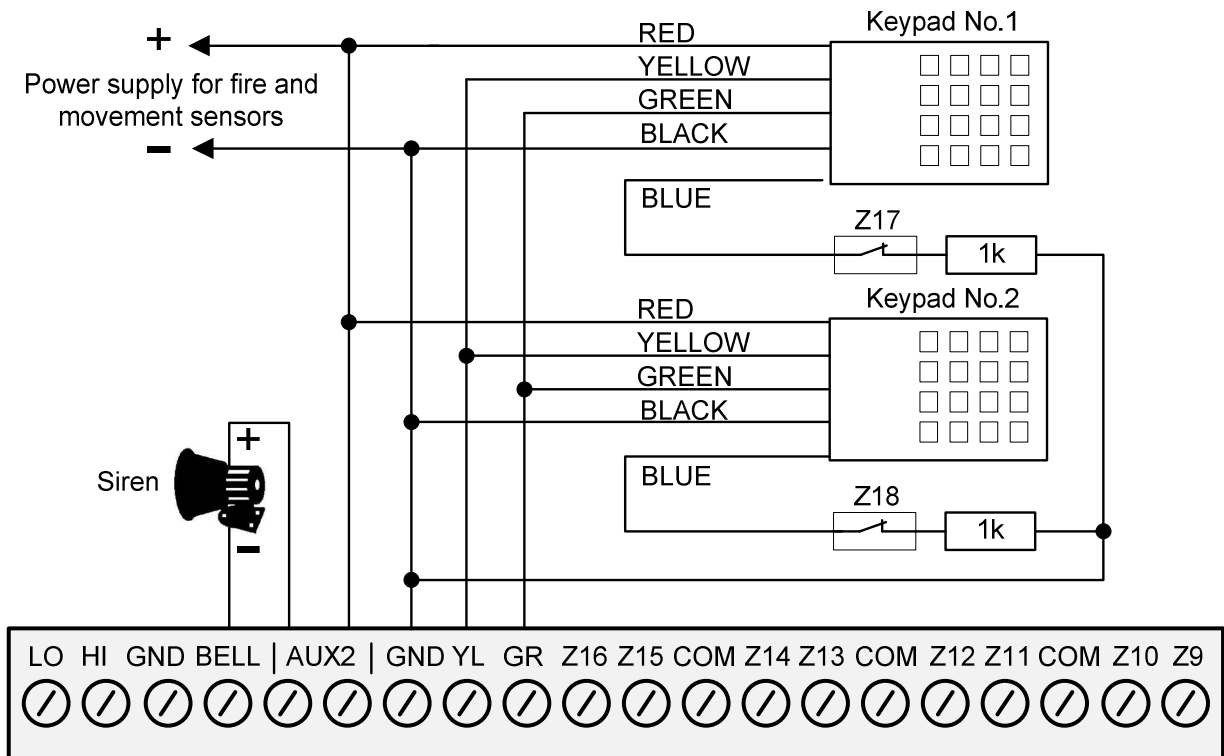 Keypad No.1
+
Power supply for fire and
movement sensors
-
RED
YELLOW
GREEN
BLACK
BLUE
Z17
1k
Keypad No.2
RED
YELLOW
GREEN
BLACK
BLUE
Z18
1k
+
Siren
-
LO HI GND BELL | AUX2 | GND YL GR Z16 Z15 COM Z14 Z13 COM Z12 Z11 COM Z10 Z9